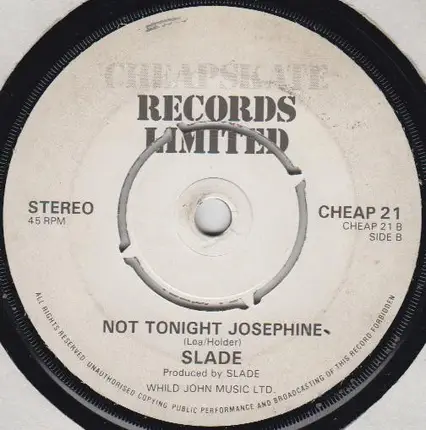 CHEAPSKATE
RECORDS
LIMITED
STEREO
45 RPM
CHEAP 21
CHEAP 21 B
SIDE B
NOT TONIGHT JOSEPHINE
(Lea/Holder)
SLADE
Produced by SLADE
WHILD JOHN MUSIC LTD.
ALL RIGHTS RESERVED UNAUTHORISED COPYING PUBLIC PERFORMANCE AND BROADCASTING OF THIS RECORD FORBIDDEN